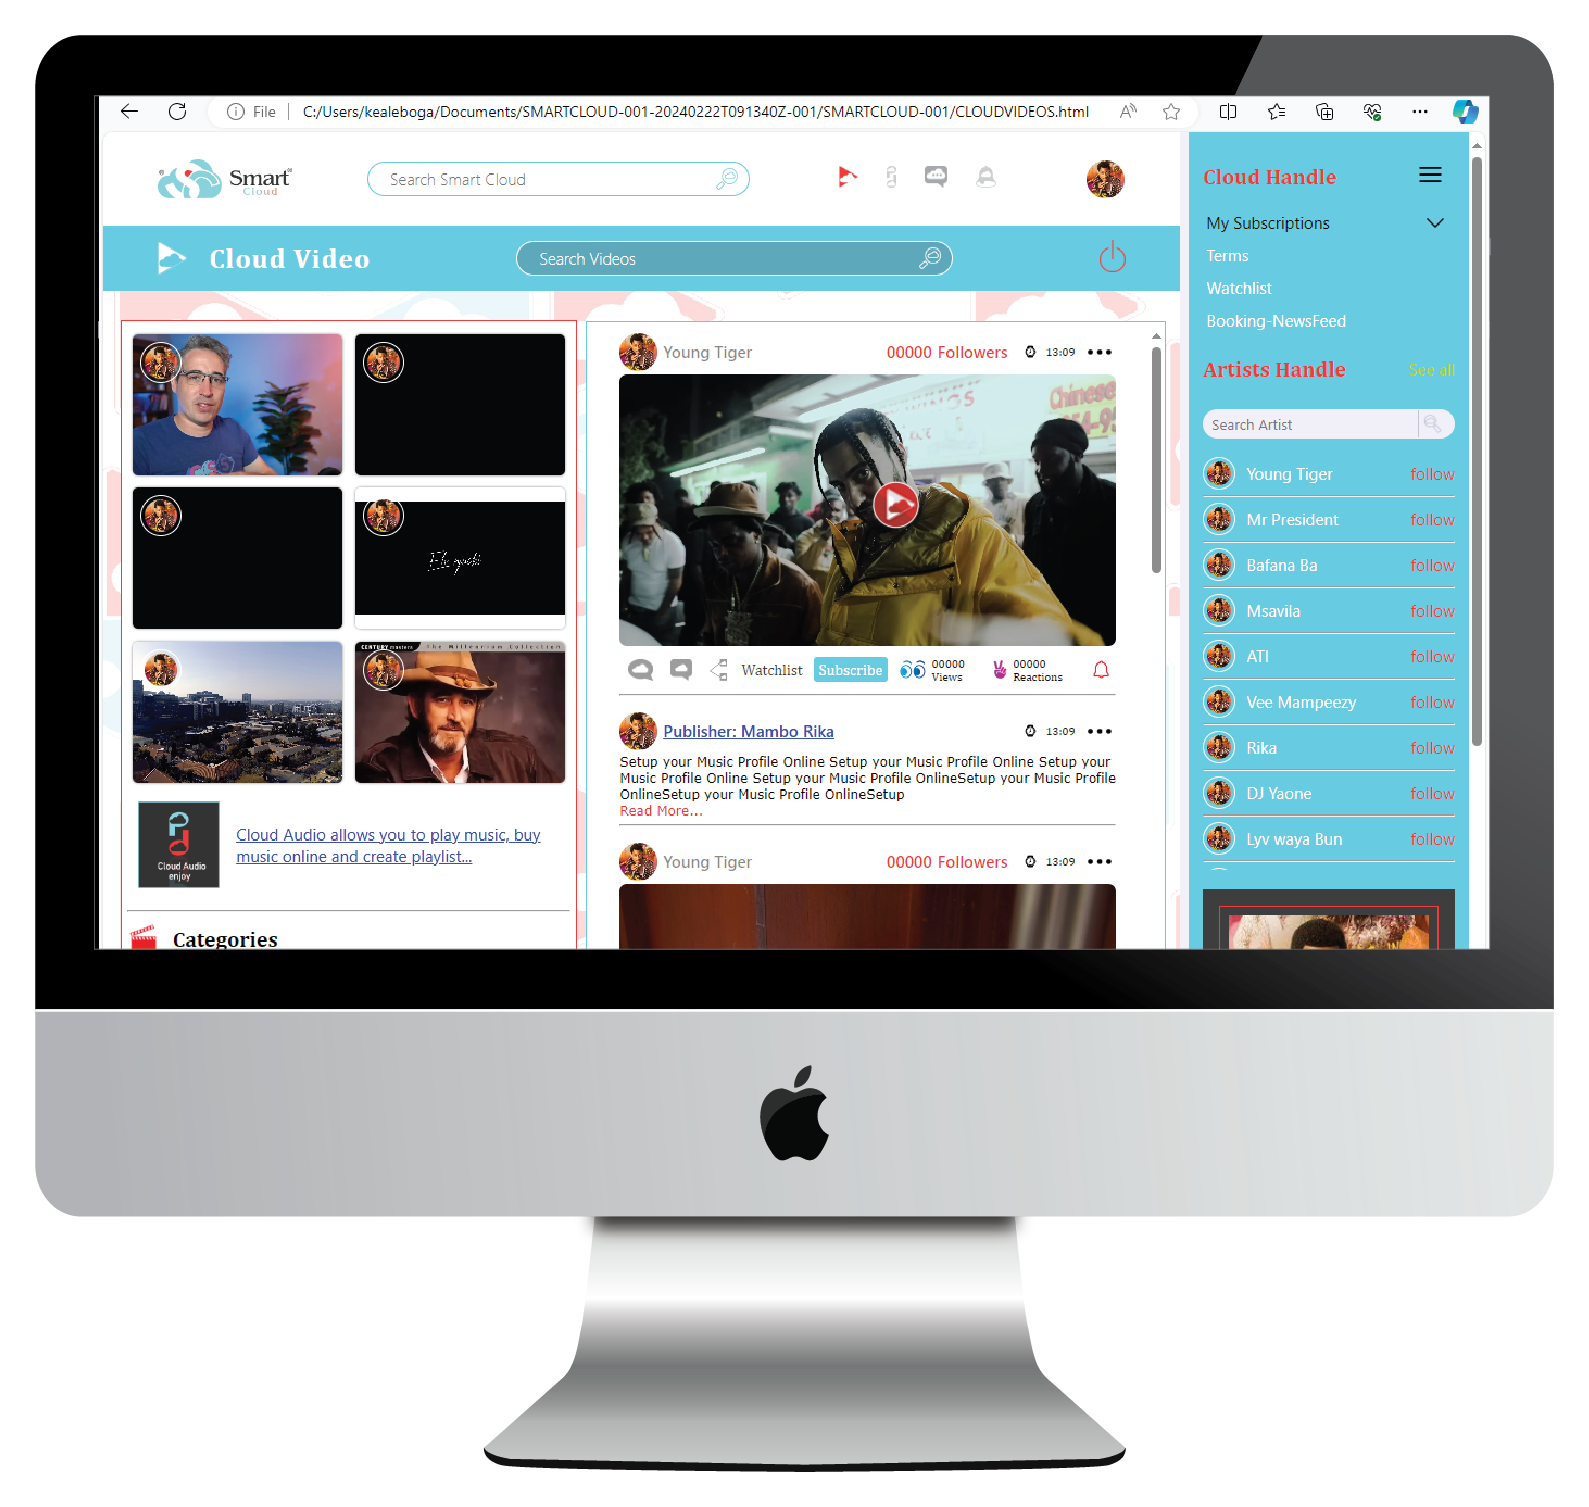 File
C:/Users/kealeboga/Documents/SMARTCLOUD-001-20240222T091340Z-001/SMARTCLOUD-001/CLOUDVIDEOS.html
Smart
Cloud
Search Smart Cloud
Cloud Video
Search Videos
Young Tiger
00000 Followers
13:09
Chinese
CENTURY masters The Millennium Collection
Watchlist
Subscribe
00000
Views
00000
Reactions
Publisher: Mambo Rika
13:09
Setup your Music Profile Online Setup your Music Profile Online Setup your
Music Profile Online Setup your Music Profile OnlineSetup your Music Profile
OnlineSetup your Music Profile OnlineSetup
Read More...
Cloud Audio
enjoy
Cloud Audio allows you to play music, buy
music online and create playlist...
Young Tiger
00000 Followers
13:09
Categories
Cloud Handle
My Subscriptions
Terms
Watchlist
Booking-NewsFeed
Artists Handle
See all
Search Artist
Young Tiger follow
Mr President follow
Bafana Ba follow
Msavila follow
ATI follow
Vee Mampeezy follow
Rika follow
DJ Yaone follow
Lyv waya Bun follow